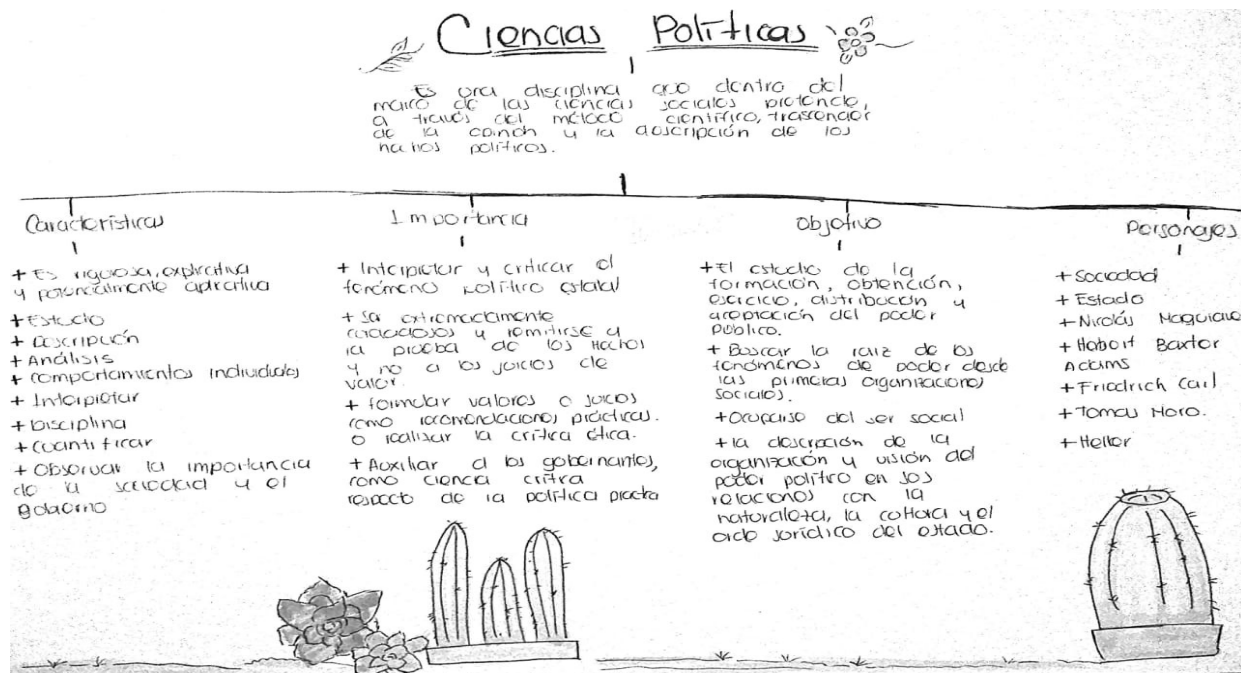 Ciencias Políticas
Es una disciplina que dentro del
marco de las ciencias sociales pretende,
a través del método científico, trascender
de la opinión y la descripción de los
hechos políticos.
Características
+ Es rigurosa, explicativa
y potencialmente aplicativa
+ Estudio
+ Descripción
+ Análisis
+ Comportamientos individuales
+ Interpretar
+ Disciplina
+ Cuantificar
+ Observar la importancia
de la sociedad y el
gobierno
Importancia
+ Interpretar y criticar el
fenómeno político estatal
+ Ser extremadamente
cuidadosos y remitirse a
la prueba de los Hechos
y no a los juicios de
valor.
+ formular valores o juicios
como recomendaciones prácticas.
o realizar la crítica ética.
+ Auxiliar a los gobernantes,
como ciencia crítica
respecto de la política practa
Objetivo
+ El estudio de la
formación, obtención,
ejercicio, distribución y
aceptación del poder
Público.
+ Buscar la raíz de los
fenómenos de poder desde
las primeras organizaciones
sociales.
+ Ocuparse del ser social
+ la descripción de la
organización y visión del
poder político en sus
relaciones con la
naturaleza, la cultura y el
jurídico del estado.
Personajes
+ Sociedad
+ Estado
+ Nicolás
+ Hebert Baxter
Adams
+ Friedrich Carl
+ Tomas Moro.
+ Heller